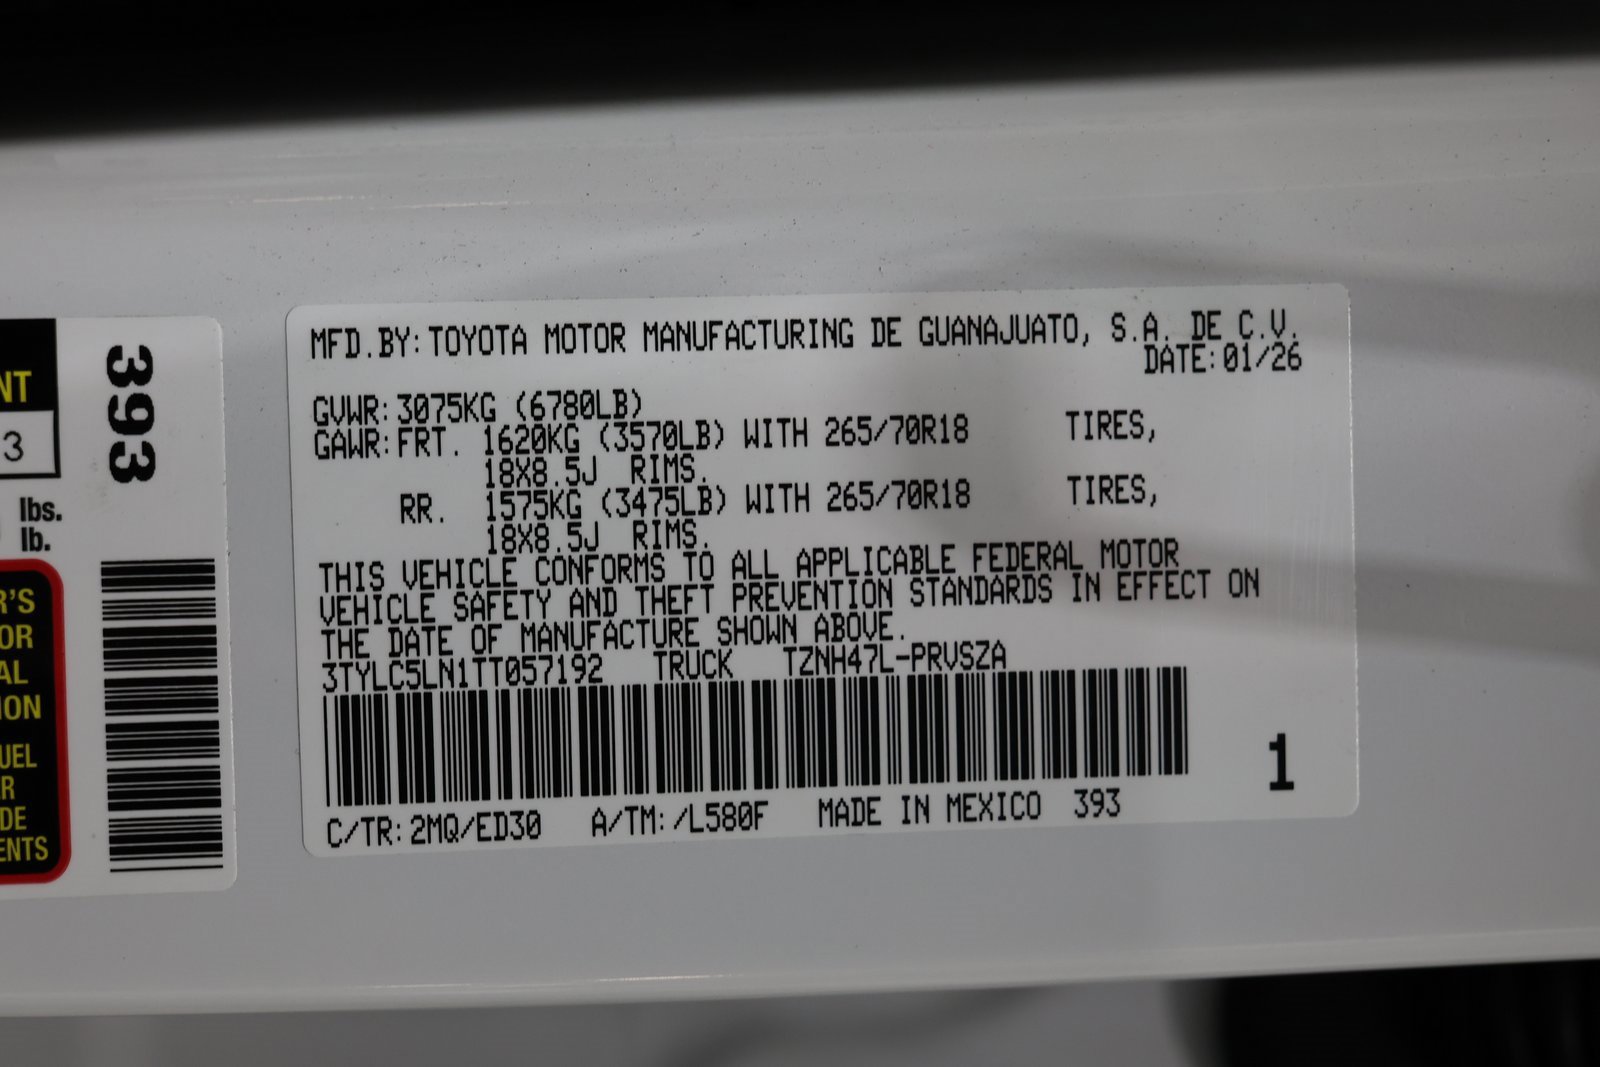 NT
3
lbs.
lb.
R'S
OR
AL
ION
UEL
R
DE
ENTS
393
MFD.BY:TOYOTA MOTOR MANUFACTURING DE GUANAJUATO, S.A. DE C.V.
DATE:01/26
GVWR:3075KG (6780LB)
GAWR:FRT. 1620KG (3570LB) WITH 265/70R18 TIRES,
18X8.5J RIMS.
RR. 1575KG (3475LB) WITH 265/70R18 TIRES,
18X8.5J RIMS.
THIS VEHICLE CONFORMS TO ALL APPLICABLE FEDERAL MOTOR
VEHICLE SAFETY AND THEFT PREVENTION STANDARDS IN EFFECT ON
THE DATE OF MANUFACTURE SHOWN ABOVE.
3TYLC5LN1TT057192 TRUCK TZNH47L-PRVSZA
1
C/TR:2MQ/ED30 A/TM:/L580F MADE IN MEXICO 393